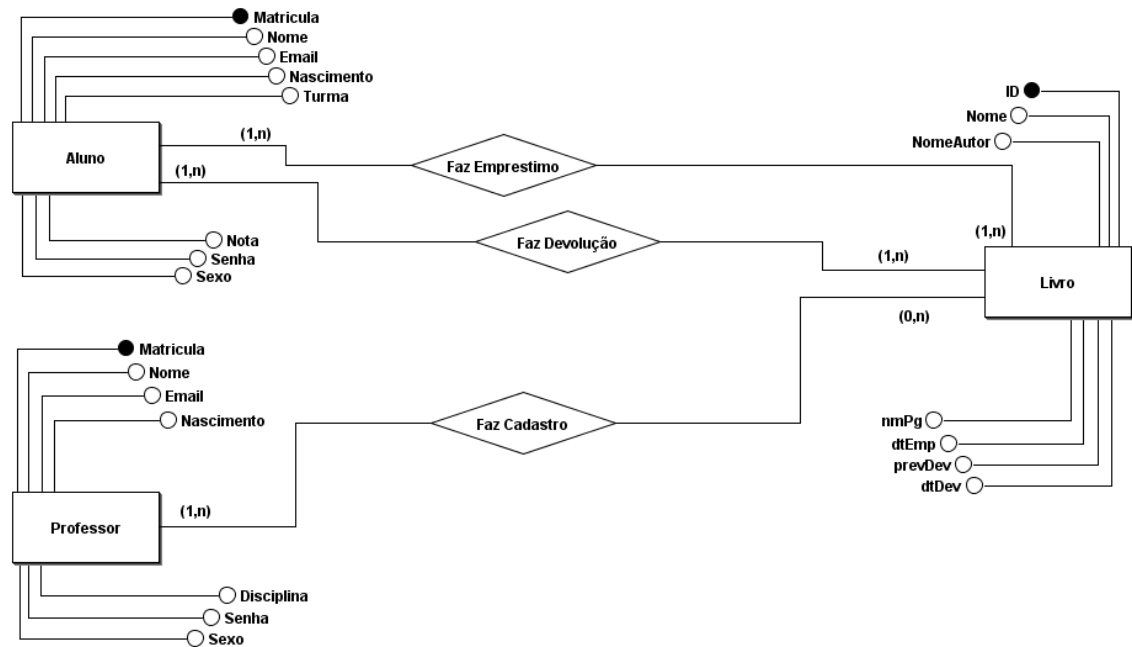 Matricula
Nome
Email
Nascimento
Turma
Aluno
(1,n)
(1,n)
Nota
Senha
Sexo
Faz Emprestimo
Faz Devolução
ID
Nome
NomeAutor
(1,n)
(1,n)
Livro
(0,n)
nmPg
dtEmp
prevDev
dtDev
Matricula
Nome
Email
Nascimento
Faz Cadastro
Professor
(1,n)
Disciplina
Senha
Sexo